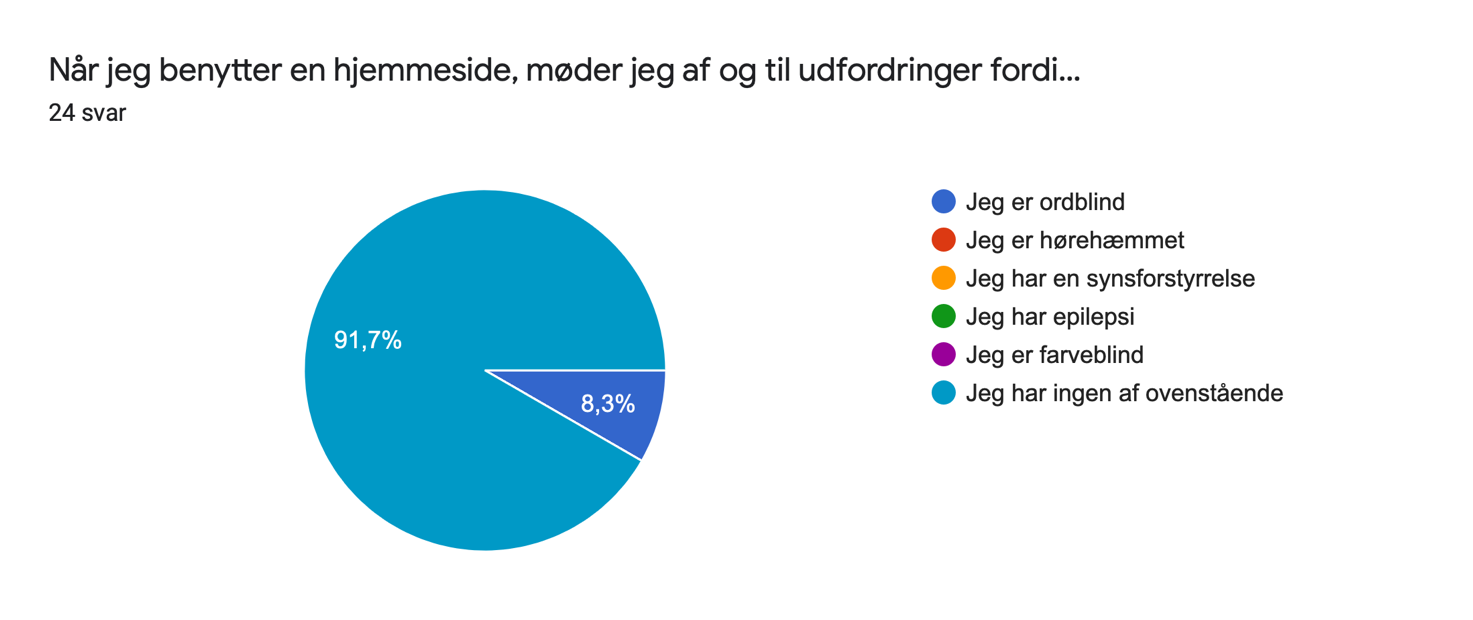 Når jeg benytter en hjemmeside, møder jeg af og til udfordringer fordi...
24 svar
91,7%
8,3%
Jeg er ordblind
Jeg er hørehæmmet
Jeg har en synsforstyrrelse
Jeg har epilepsi
Jeg er farveblind
Jeg har ingen af ovenstående